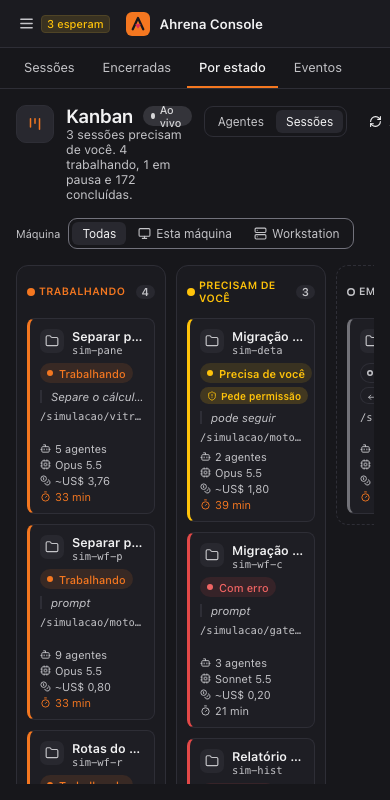 3 esperam
Ahrena Console
Sessões
Encerradas
Por estado
Eventos
Kanban
Ao vivo
3 sessões precisam
de você. 4
trabalhando, 1 em
pausa e 172
concluídas.
Agentes
Sessões
Máquina
Todas
Esta máquina
Workstation
TRABALHANDO
4
Separar p...
sim-pane
Trabalhando
Separe o cálcul...
/simulacao/vitr…
5 agentes
Opus 5.5
~US$ 3,76
33 min
Separar p...
sim-wf-p
Trabalhando
prompt
/simulacao/moto…
9 agentes
Opus 5.5
~US$ 0,80
33 min
Rotas do ...
sim-wf-r
Trabalhando
PRECISAM DE
VOCÊ
3
Migração ...
sim-deta
Precisa de você
Pede permissão
pode seguir
/simulacao/moto…
2 agentes
Opus 5.5
~US$ 1,80
39 min
Migração ...
sim-wf-c
Com erro
prompt
/simulacao/gate…
3 agentes
Sonnet 5.5
~US$ 0,20
21 min
Relatório ...
sim-hist
EM
/s